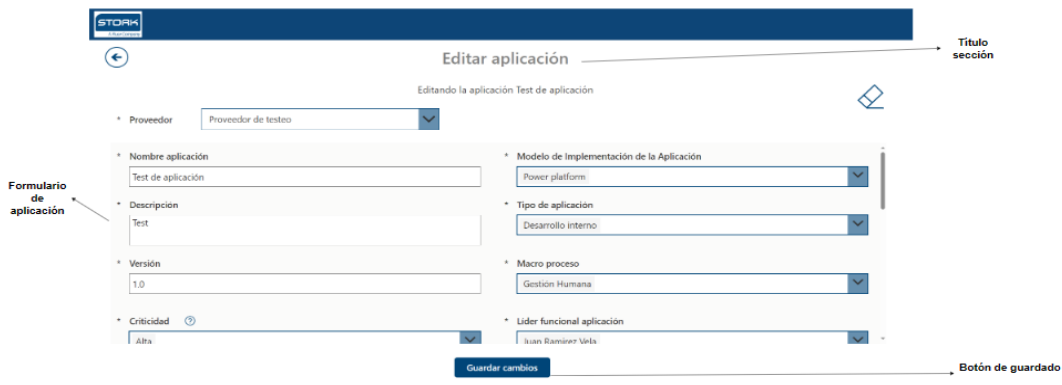 STORK
Editar aplicación
Título
sección
Editando la aplicación Test de aplicación
* Proveedor
Proveedor de testeo
* Nombre aplicación
* Modelo de Implementación de la Aplicación
Test de aplicación
Power platform
Formulario
de
aplicación
* Descripción
* Tipo de aplicación
Test
Desarrollo interno
* Versión
* Macro proceso
1.0
Gestión Humana
* Criticidad ?
* Lider funcional aplicación
Alta
Juan Ramirez Vela
Guardar cambios
Botón de guardado